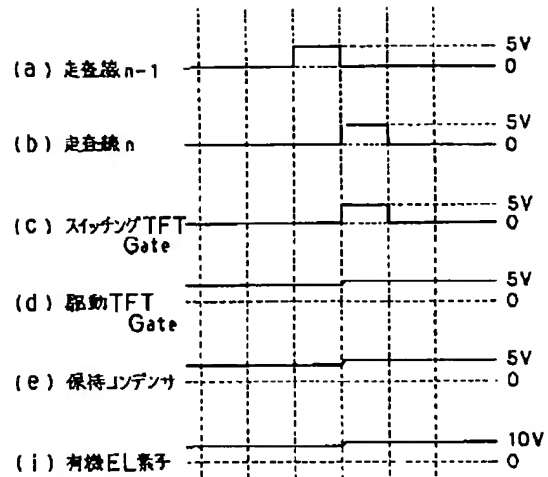 5V
(a) 走査線n-1 0
5V
(b) 走査線n 0
(c) スイッチングTFT 5V
Gate 0
5V
(d) 駆動TFT 0
Gate
5V
(e) 保持コンデンサ 0
10V
(i) 有機EL素子 0